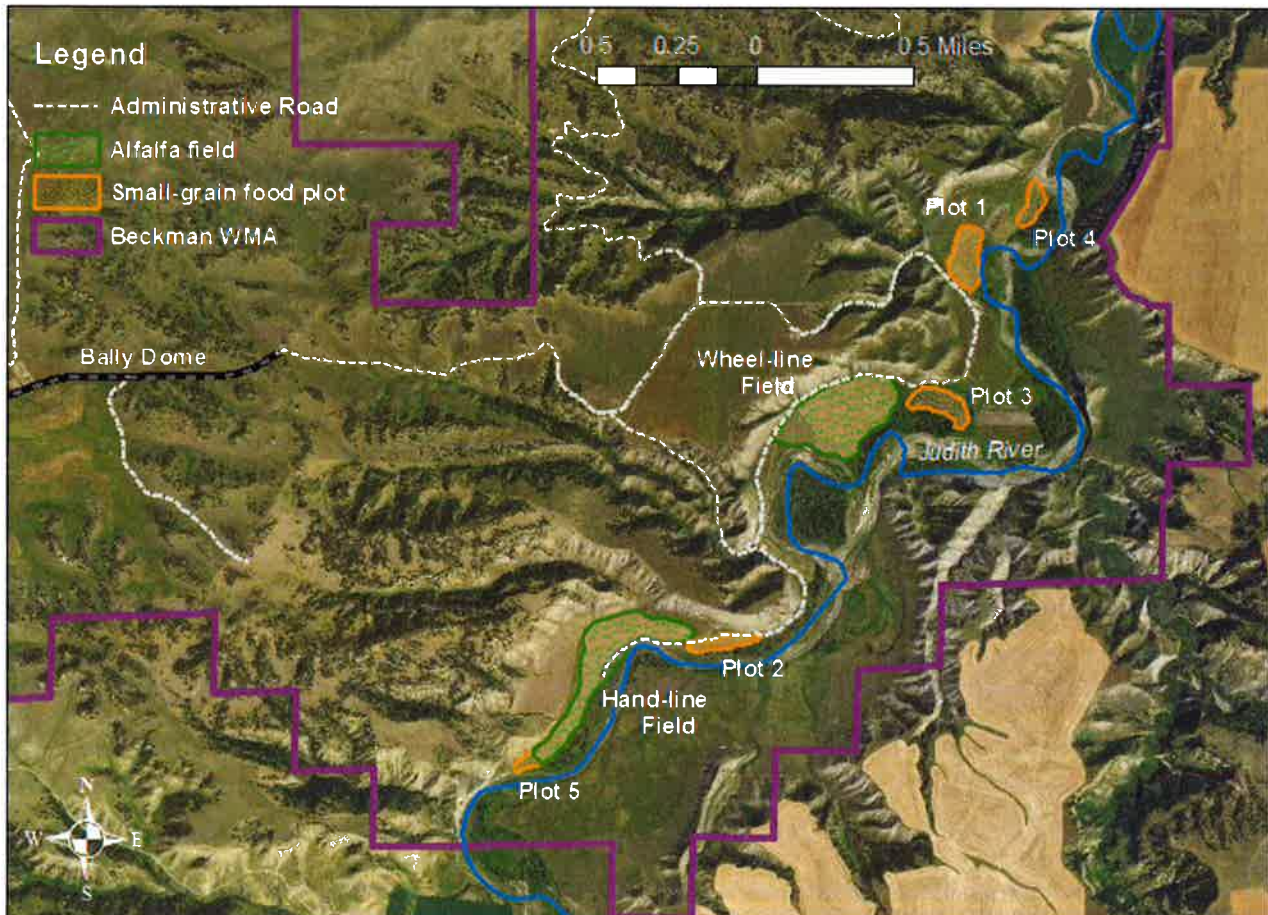 Legend
Administrative Road
Alfalfa field
Small-grain food plot
Beckman WMA
0.5 0.25 0 0.5 Miles
Plot 1
Plot 4
Bally Dome
Wheel-line
Field
Plot 3
Judith River
Plot 2
Hand-line
Field
Plot 5
N
W E
S